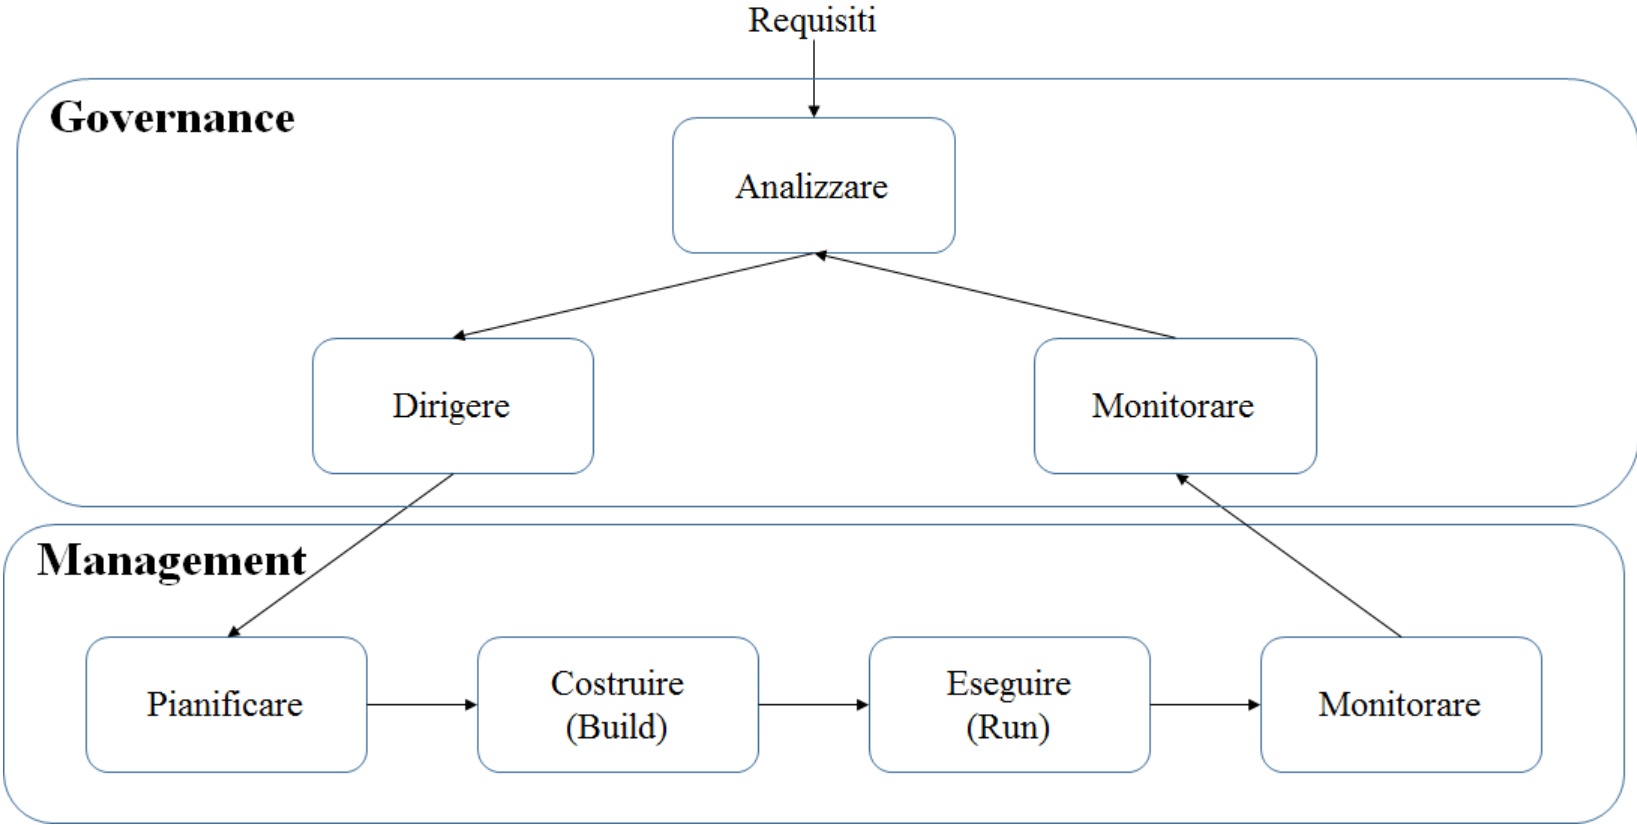 Requisiti
Governance
Analizzare
Dirigere
Monitorare
Management
Pianificare
Costruire
(Build)
Eseguire
(Run)
Monitorare